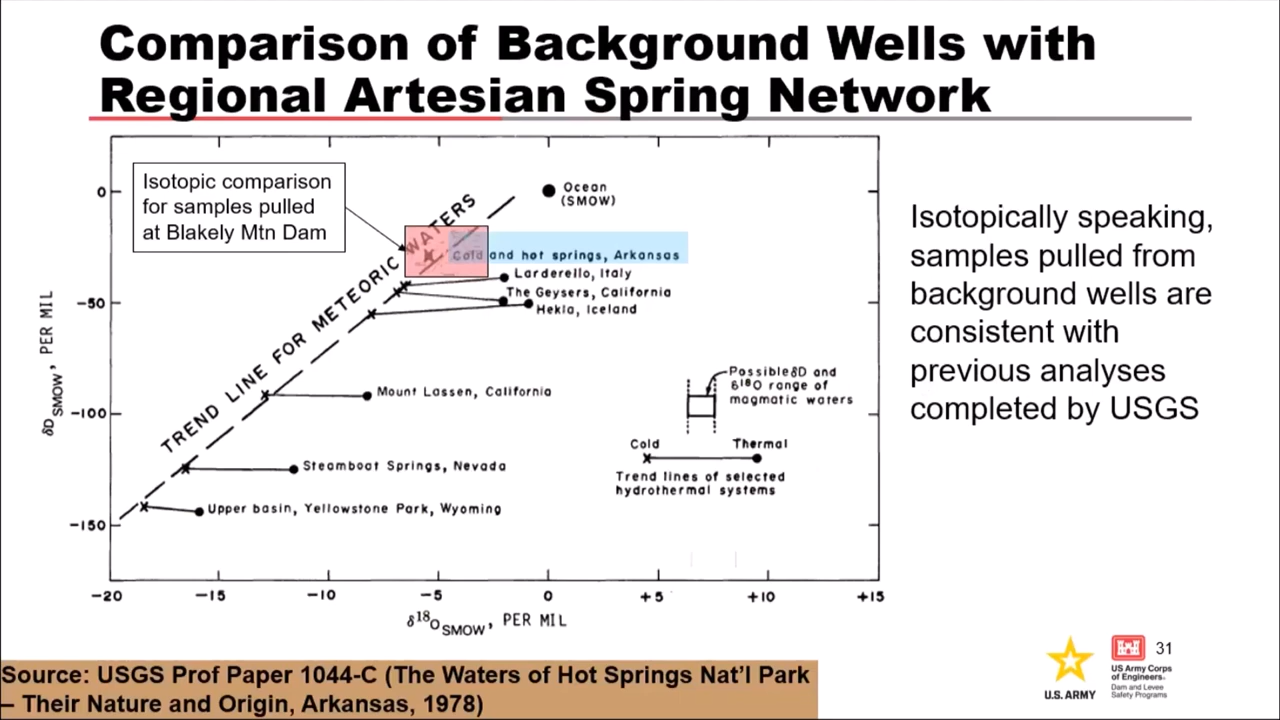 Comparison of Background Wells with
Regional Artesian Spring Network
Isotopic comparison
for samples pulled
at Blakely Mtn Dam
TREND LINE FOR METEORIC WATERS
Ocean
(SMOW)
Cold and hot springs, Arkansas
Larderello, Italy
The Geysers, California
Hekla, Iceland
Mount Lassen, California
Steamboat Springs, Nevada
Upper basin, Yellowstone Park, Wyoming
Possible δD and
δ18O range of
magmatic waters
Cold Thermal
Trend lines of selected
hydrothermal systems
0
-50
-100
-150
δD SMOW, PER MIL
-20 -15 -10 -5 0 +5 +10 +15
δ18O SMOW, PER MIL
Isotopically speaking,
samples pulled from
background wells are
consistent with
previous analyses
completed by USGS
Source: USGS Prof Paper 1044-C (The Waters of Hot Springs Nat'l Park
– Their Nature and Origin, Arkansas, 1978)
U.S. ARMY
US Army Corps
of Engineers®
Dam and Levee
Safety Programs
31